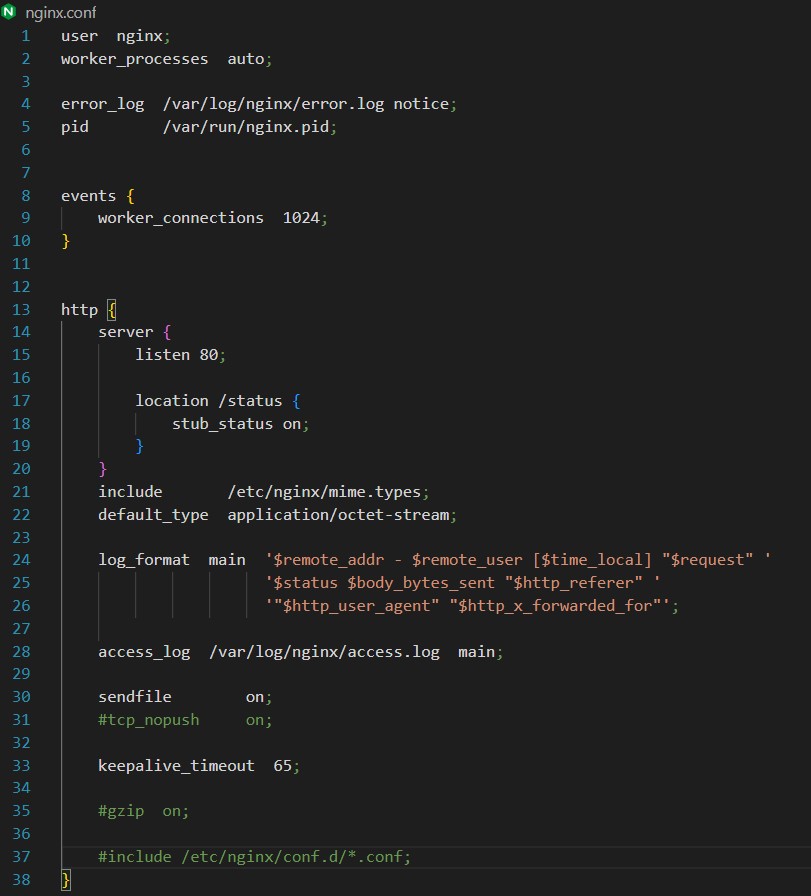 nginx.conf
1 user  nginx;
2 worker_processes  auto;
3
4 error_log  /var/log/nginx/error.log notice;
5 pid        /var/run/nginx.pid;
6
7
8 events {
9     worker_connections  1024;
10 }
11
12
13 http {
14     server {
15         listen 80;
16
17         location /status {
18             stub_status on;
19         }
20     }
21     include       /etc/nginx/mime.types;
22     default_type  application/octet-stream;
23
24     log_format  main  '$remote_addr - $remote_user [$time_local] "$request" '
25                       '$status $body_bytes_sent "$http_referer" '
26                       '"$http_user_agent" "$http_x_forwarded_for"';
27
28     access_log  /var/log/nginx/access.log  main;
29
30     sendfile        on;
31     #tcp_nopush     on;
32
33     keepalive_timeout  65;
34
35     #gzip  on;
36
37     #include /etc/nginx/conf.d/*.conf;
38 }